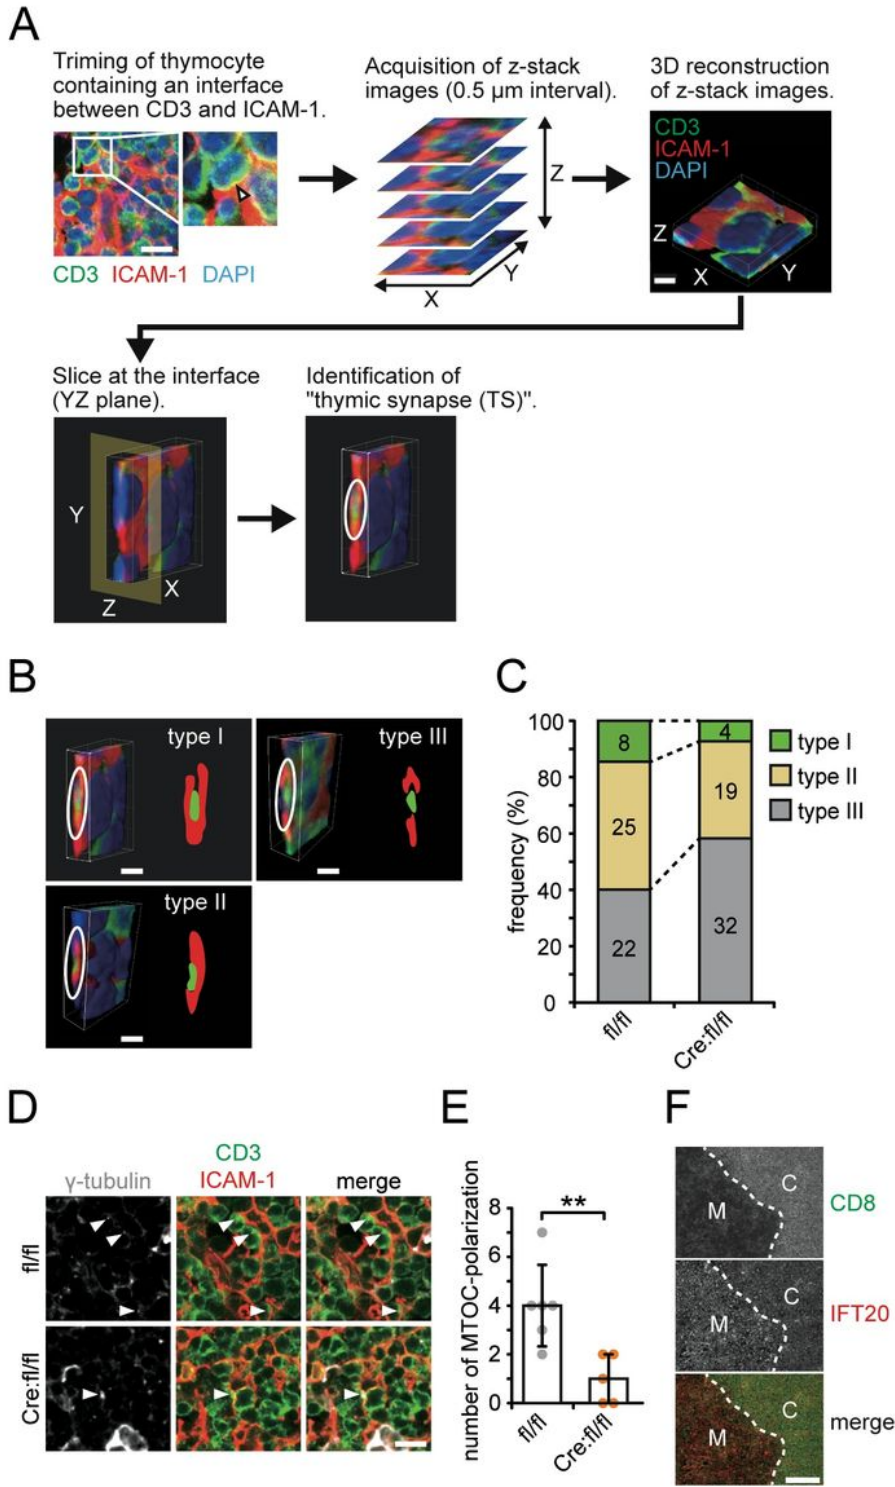 A
Triming of thymocyte
containing an interface
between CD3 and ICAM-1.
CD3 ICAM-1 DAPI
Acquisition of z-stack
images (0.5 µm interval).
Z
Y
X
3D reconstruction
of z-stack images.
CD3
ICAM-1
DAPI
Z
X
Y
Slice at the interface
(YZ plane).
Y
X
Z
Identification of
"thymic synapse (TS)".
B
type I
type III
type II
C
frequency (%)
100
80
60
40
20
0
8
25
22
4
19
32
fl/fl
Cre:fl/fl
type I
type II
type III
D
γ-tubulin
CD3
ICAM-1
merge
fl/fl
Cre:fl/fl
E
number of MTOC-polarization
8
6
4
2
0
**
fl/fl
Cre:fl/fl
F
M
C
CD8
M
C
IFT20
M
C
merge